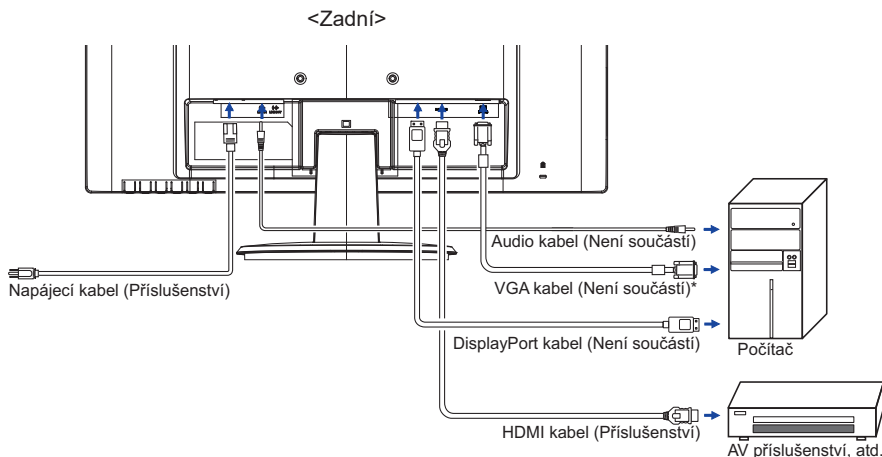 <Zadní>
Audio kabel (Není součástí)
Napájecí kabel (Příslušenství)
VGA kabel (Není součástí)*
DisplayPort kabel (Není součástí)
Počítač
HDMI kabel (Příslušenství)
AV příslušenství, atd.